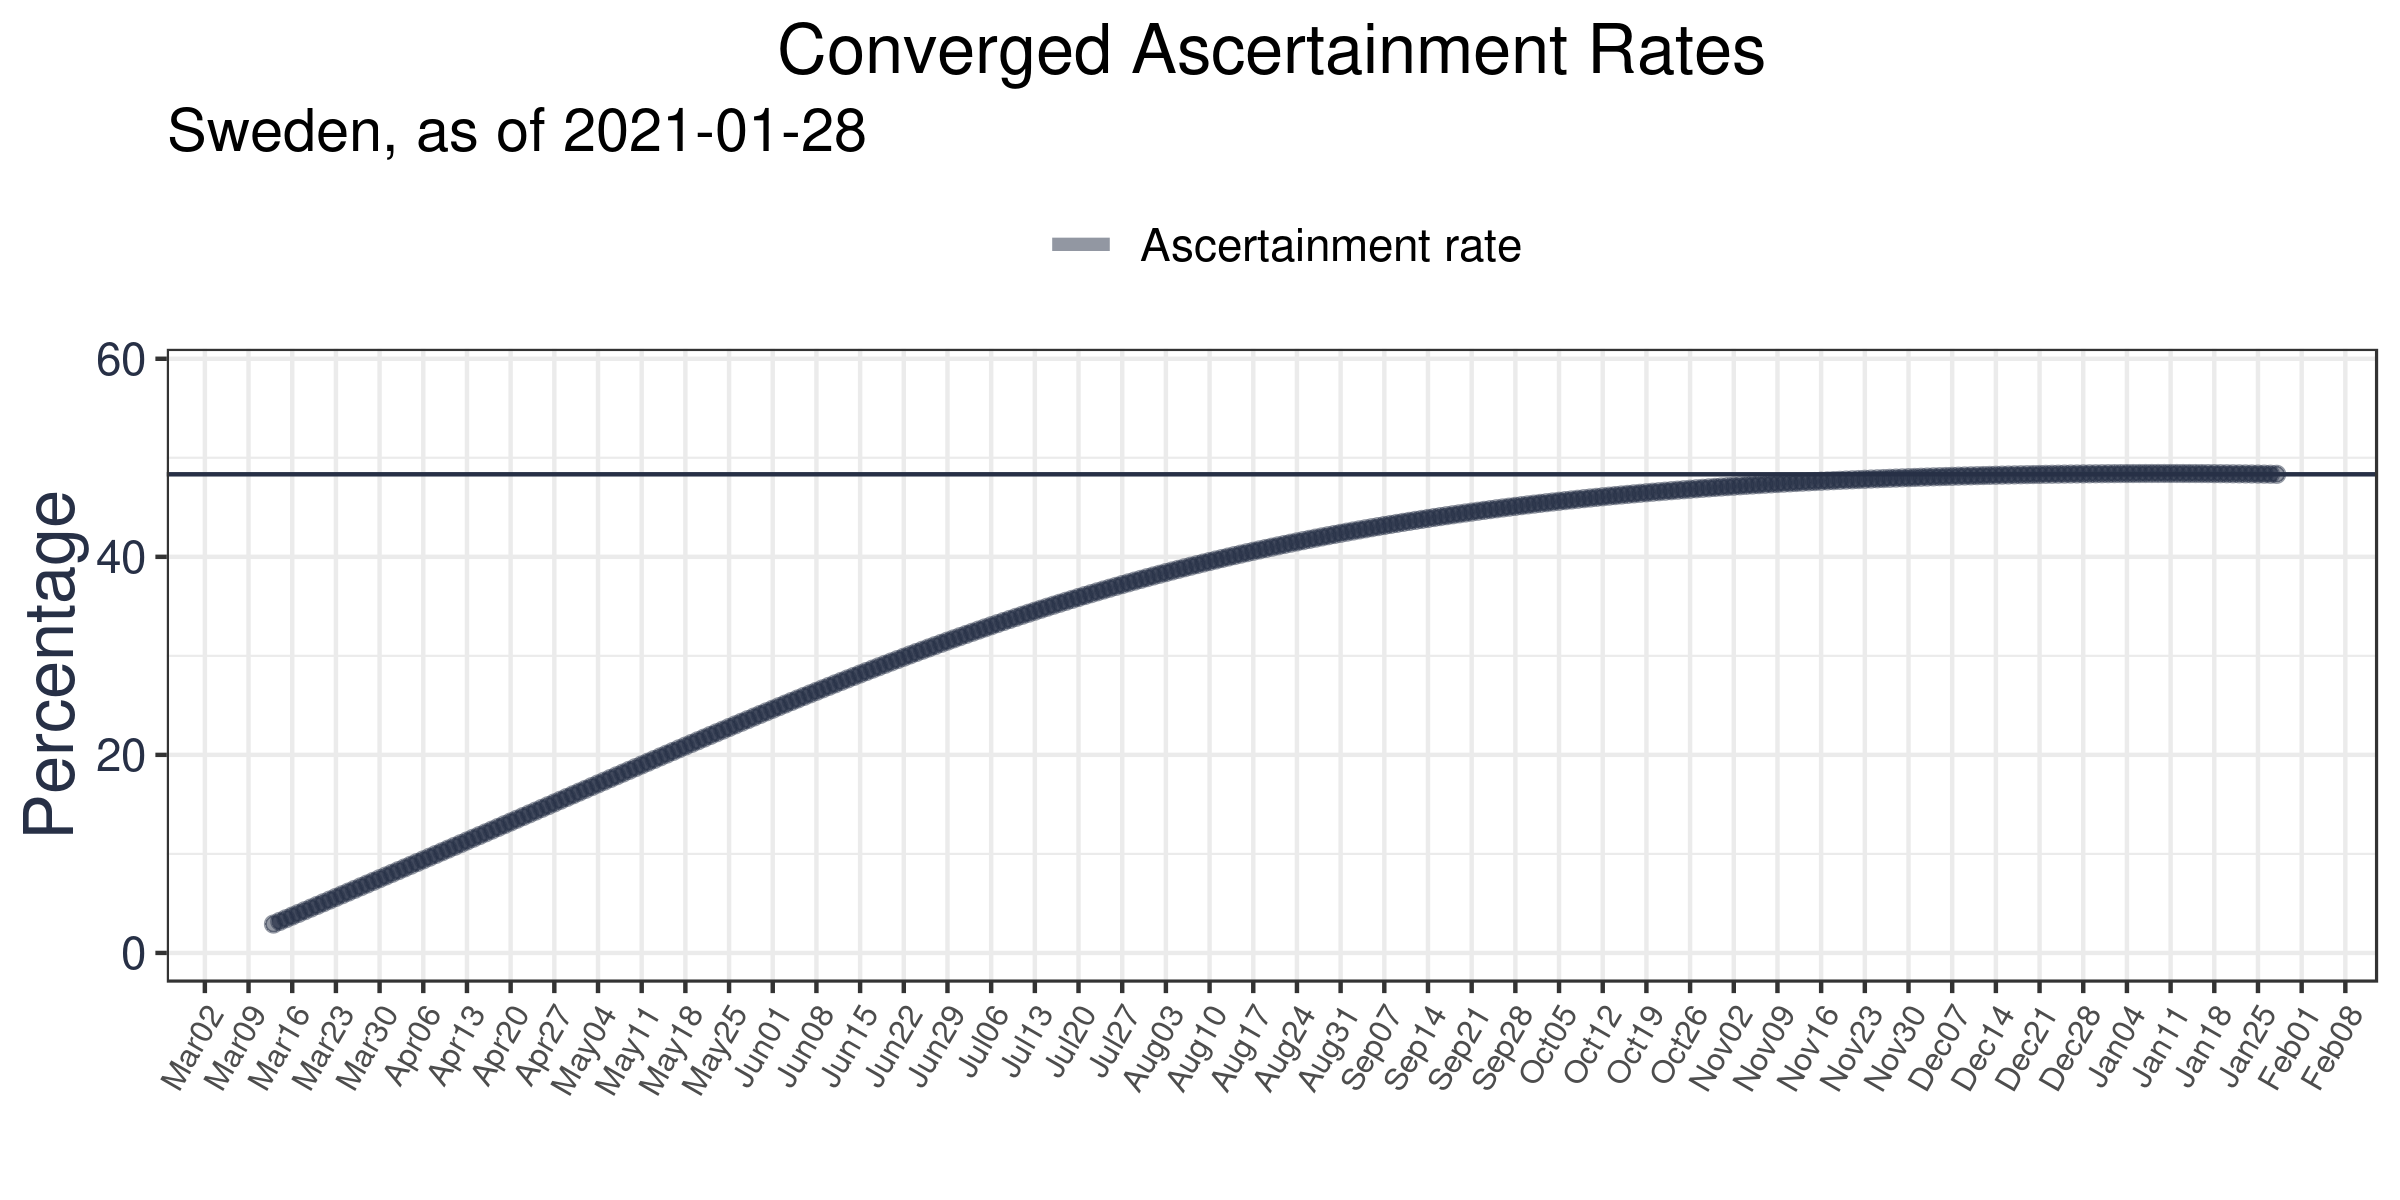 Converged Ascertainment Rates
Sweden, as of 2021-01-28
Ascertainment rate
Percentage
60
40
20
0
Mar02 Mar09 Mar16 Mar23 Mar30 Apr06 Apr13 Apr20 Apr27 May04 May11 May18 May25 Jun01 Jun08 Jun15 Jun22 Jun29 Jul06 Jul13 Jul20 Jul27 Aug03 Aug10 Aug17 Aug24 Aug31 Sep07 Sep14 Sep21 Sep28 Oct05 Oct12 Oct19 Oct26 Nov02 Nov09 Nov16 Nov23 Nov30 Dec07 Dec14 Dec21 Dec28 Jan04 Jan11 Jan18 Jan25 Feb01 Feb08